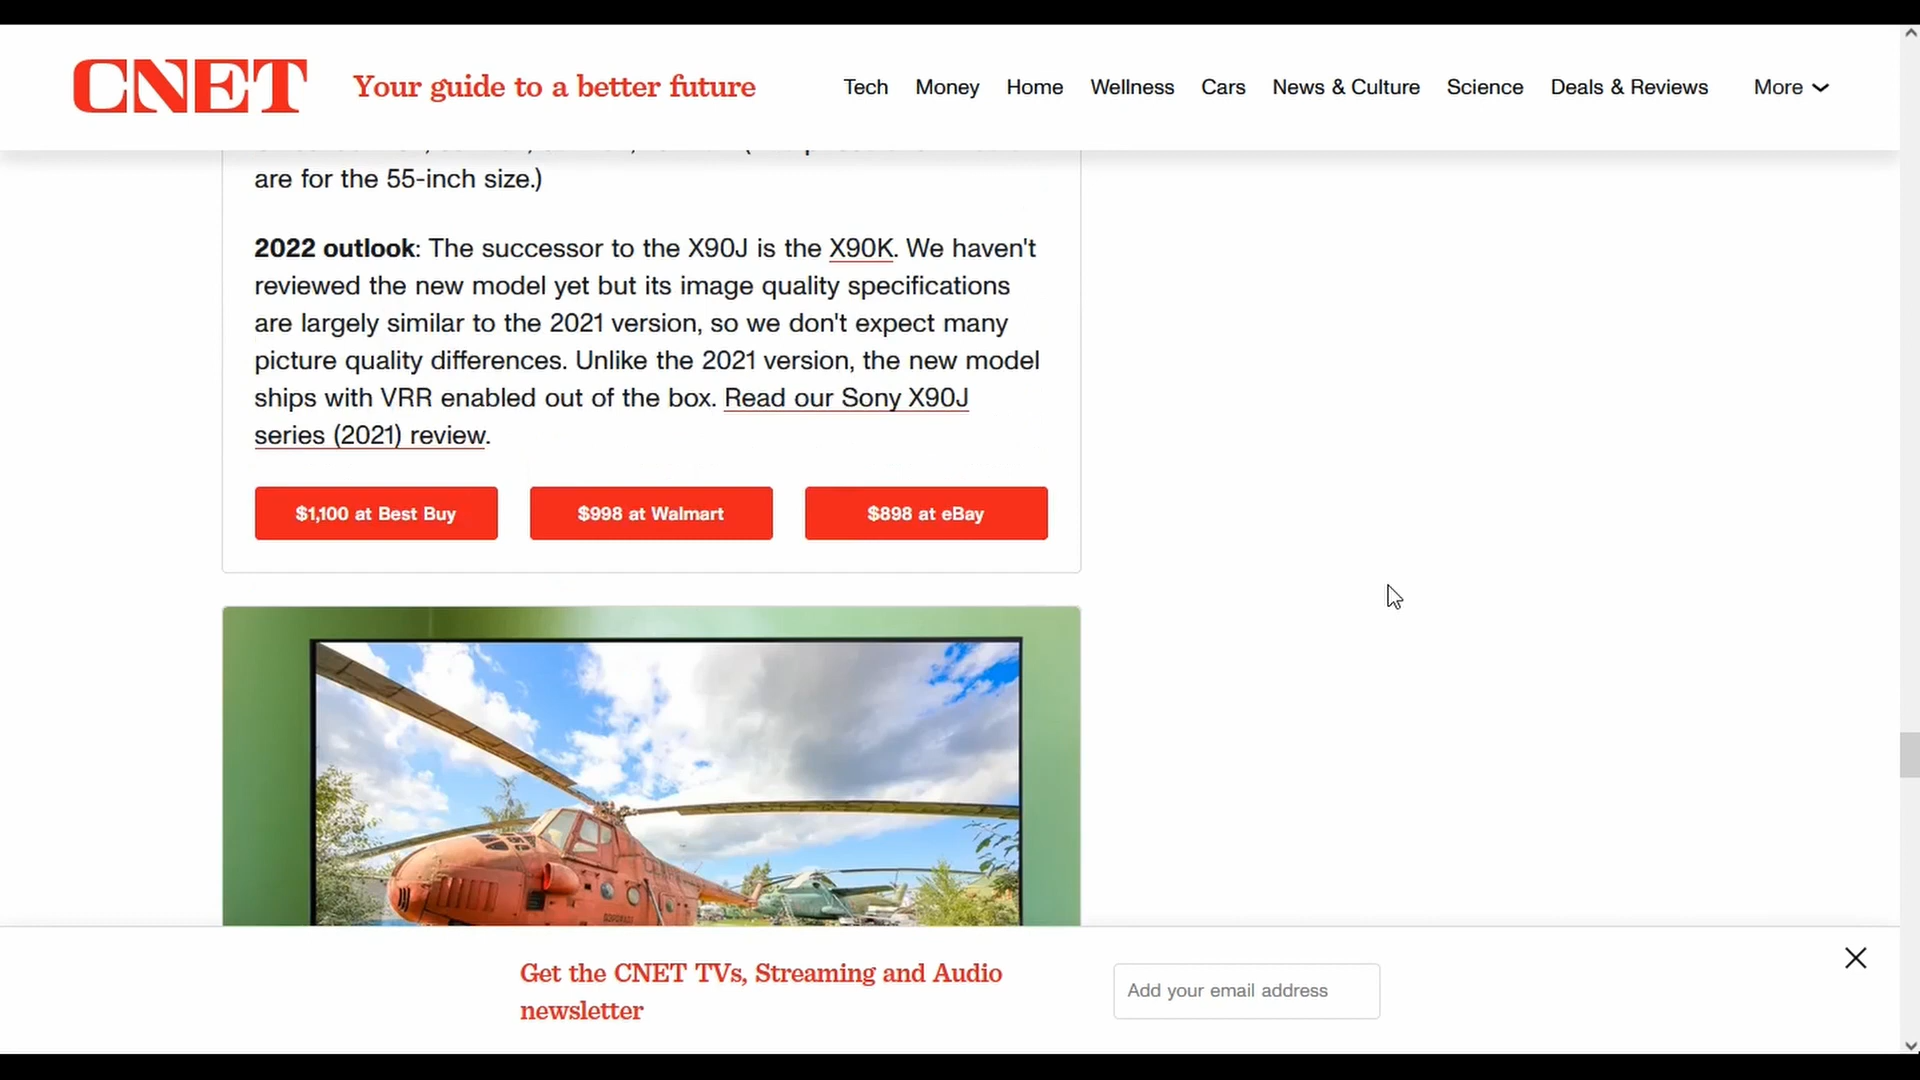 CNET
Your guide to a better future
Tech
Money
Home
Wellness
Cars
News & Culture
Science
Deals & Reviews
More
are for the 55-inch size.)
2022 outlook: The successor to the X90J is the X90K. We haven't
reviewed the new model yet but its image quality specifications
are largely similar to the 2021 version, so we don't expect many
picture quality differences. Unlike the 2021 version, the new model
ships with VRR enabled out of the box. Read our Sony X90J
series (2021) review.
$1,100 at Best Buy
$998 at Walmart
$898 at eBay
Get the CNET TVs, Streaming and Audio
newsletter
Add your email address